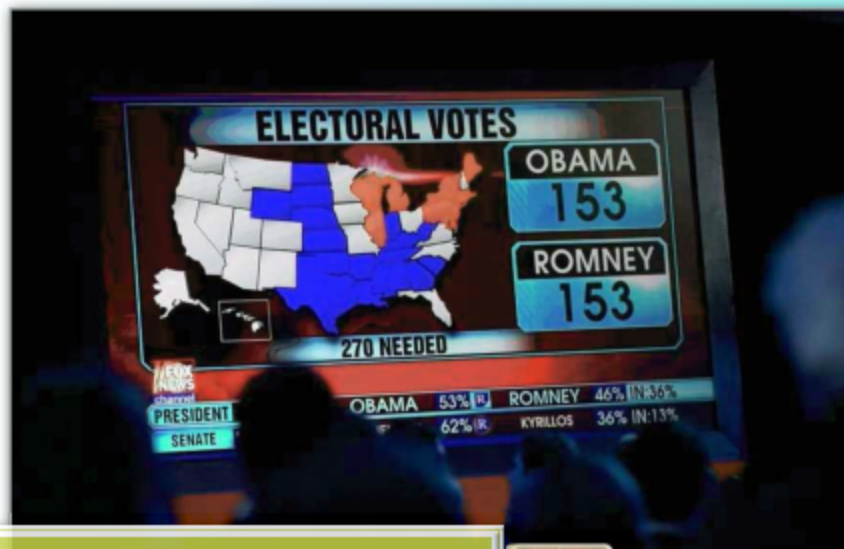 ELECTORAL VOTES
OBAMA
153
ROMNEY
153
270 NEEDED
FOX
NEWS
channel
PRESIDENT OBAMA 53% R ROMNEY 46% IN:36%
SENATE 62% R KYRILLOS 36% IN:13%